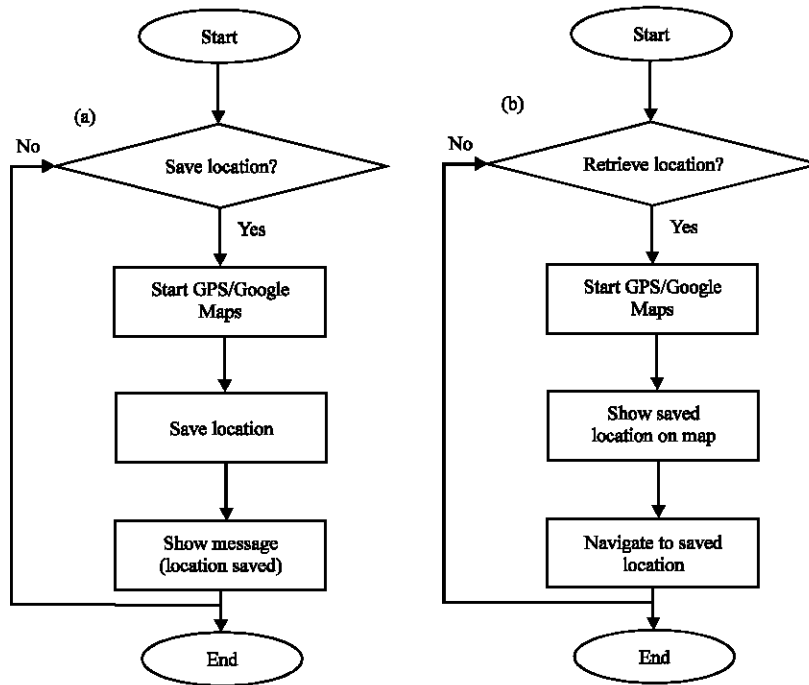 Start
(a)
No
Save location?
Yes
Start GPS/Google
Maps
Save location
Show message
(location saved)
End
Start
(b)
No
Retrieve location?
Yes
Start GPS/Google
Maps
Show saved
location on map
Navigate to saved
location
End